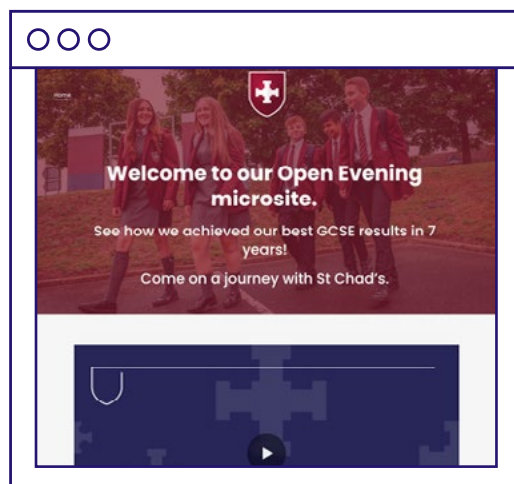 Home
Welcome to our Open Evening
microsite.
See how we achieved our best GCSE results in 7
years!
Come on a journey with St Chad's.